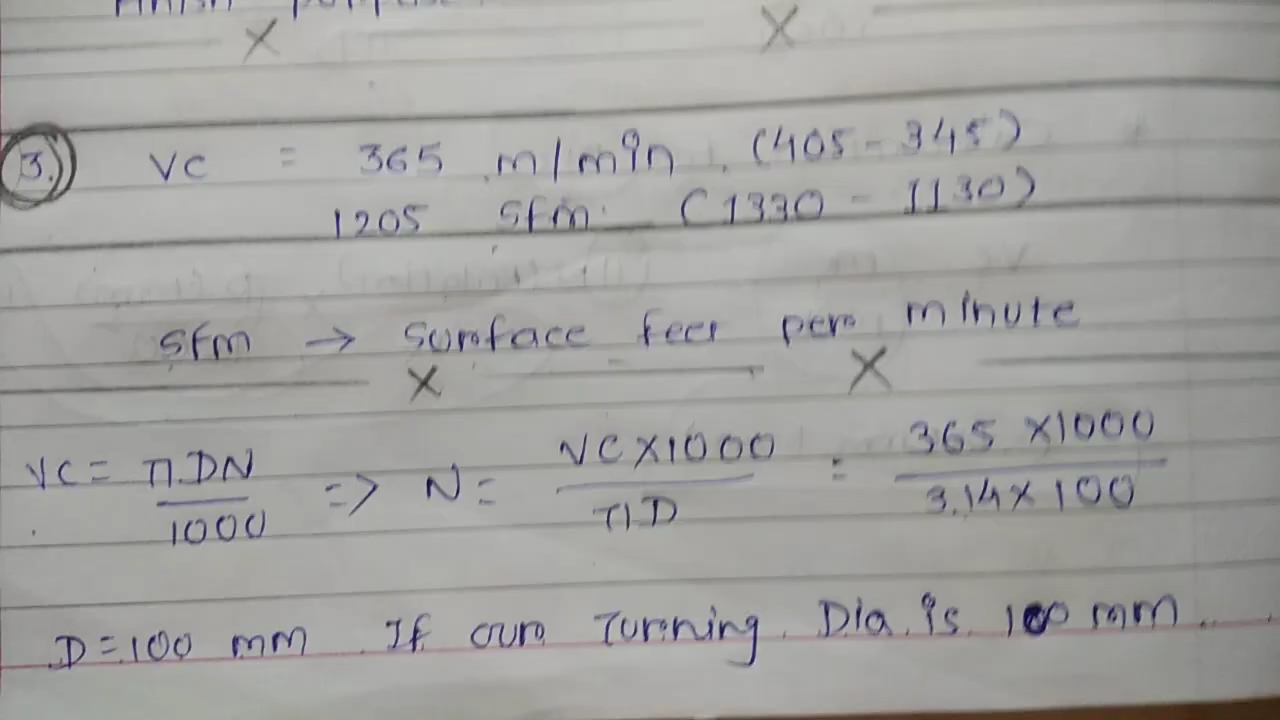 3.) VC = 365 m/min. (405 - 345)
1205 sfm. (1330 - 1130)
sfm → surface feet per minute
X X
VC = π.DN/1000 => N = VC×1000/π.D = 365×1000/3.14×100
D = 100 mm. If our Turning. Dia. is 100 mm.